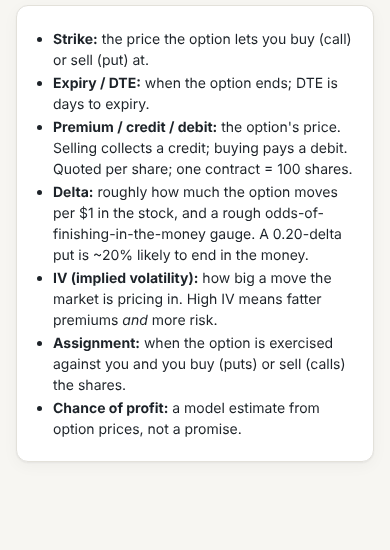 • Strike: the price the option lets you buy (call)
or sell (put) at.
• Expiry / DTE: when the option ends; DTE is
days to expiry.
• Premium / credit / debit: the option's price.
Selling collects a credit; buying pays a debit.
Quoted per share; one contract = 100 shares.
• Delta: roughly how much the option moves
per $1 in the stock, and a rough odds-of-
finishing-in-the-money gauge. A 0.20-delta
put is ~20% likely to end in the money.
• IV (implied volatility): how big a move the
market is pricing in. High IV means fatter
premiums and more risk.
• Assignment: when the option is exercised
against you and you buy (puts) or sell (calls)
the shares.
• Chance of profit: a model estimate from
option prices, not a promise.